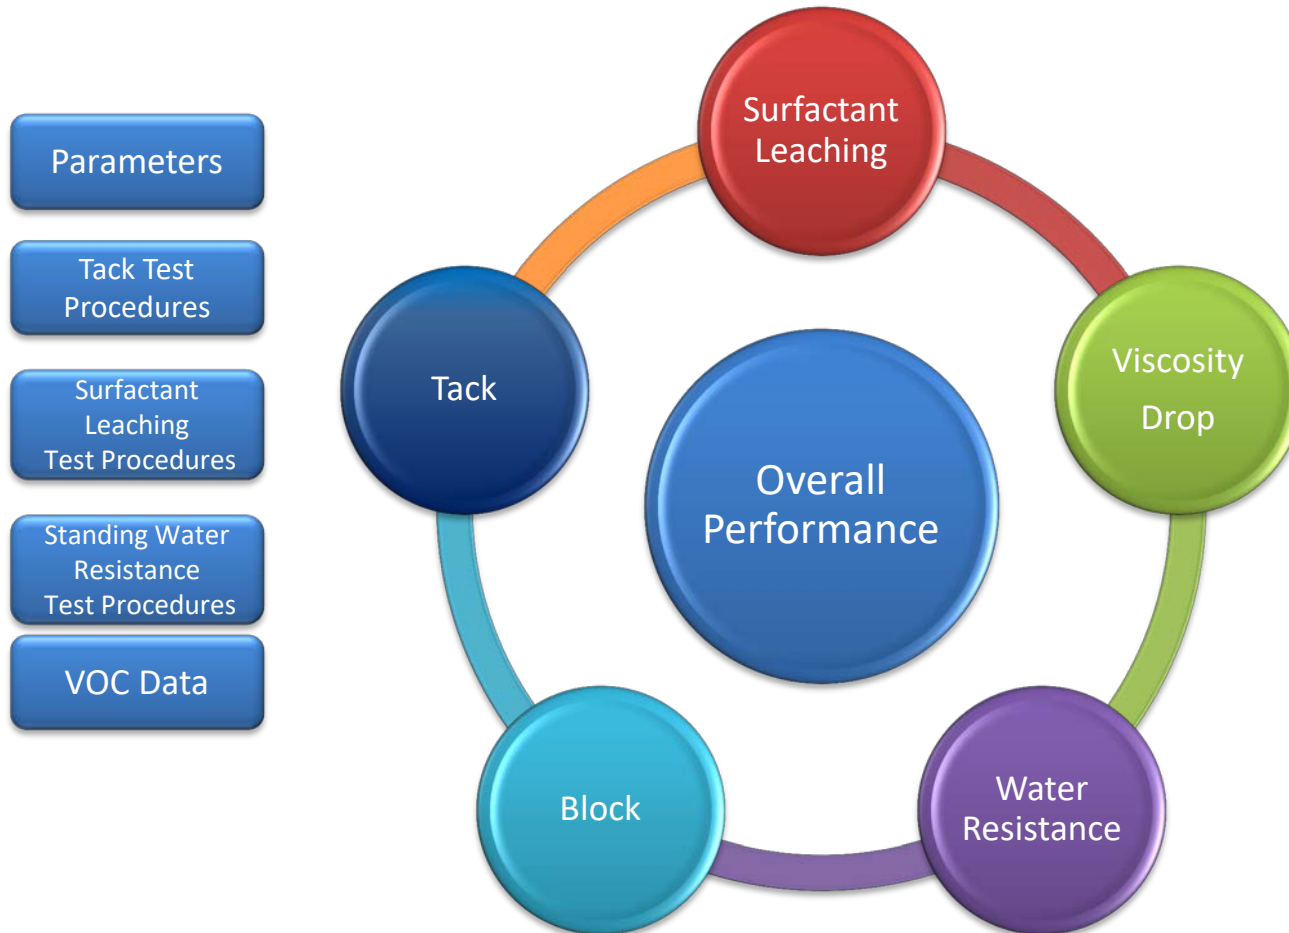 Parameters
Tack Test
Procedures
Surfactant
Leaching
Test Procedures
Standing Water
Resistance
Test Procedures
VOC Data
Surfactant
Leaching
Viscosity
Drop
Water
Resistance
Block
Tack
Overall
Performance